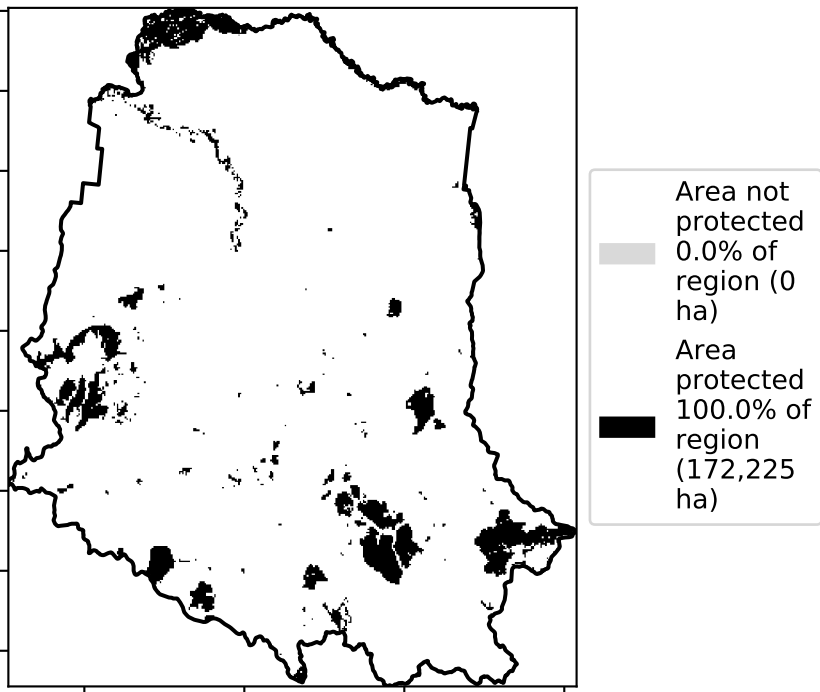 Area not
protected
0.0% of
region (0
ha)
Area
protected
100.0% of
region
(172,225
ha)